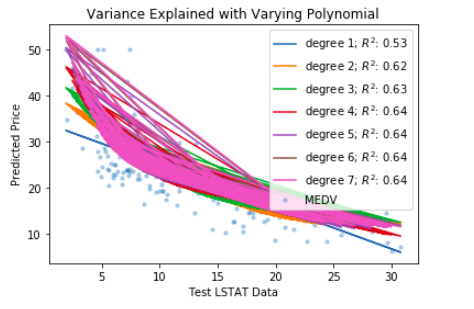 Variance Explained with Varying Polynomial
50
40
30
20
10
Predicted Price
degree 1; R²: 0.53
degree 2; R²: 0.62
degree 3; R²: 0.63
degree 4; R²: 0.64
degree 5; R²: 0.64
degree 6; R²: 0.64
degree 7; R²: 0.64
MEDV
5 10 15 20 25 30
Test LSTAT Data